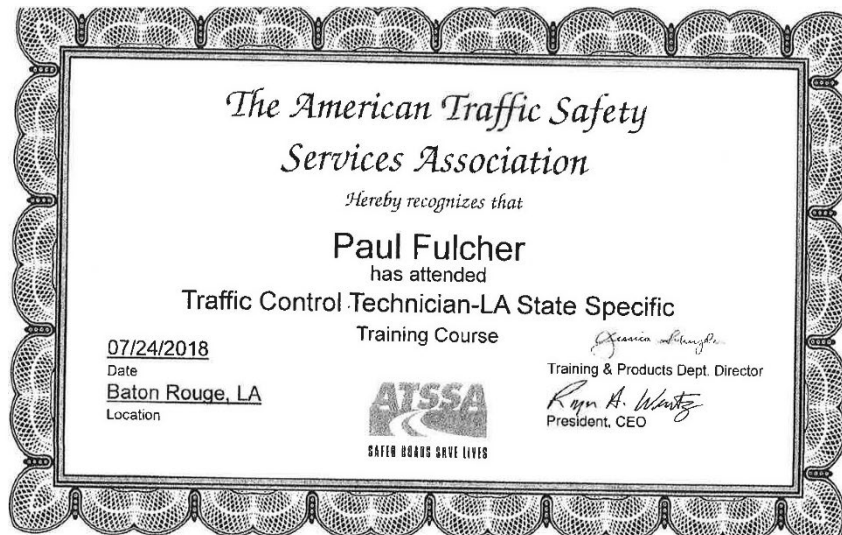 The American Traffic Safety
Services Association
Hereby recognizes that
Paul Fulcher
has attended
Traffic Control Technician-LA State Specific
Training Course
07/24/2018
Date
Baton Rouge, LA
Location
Training & Products Dept. Director
President, CEO
ATSSA
SAFER ROADS SAVE LIVES